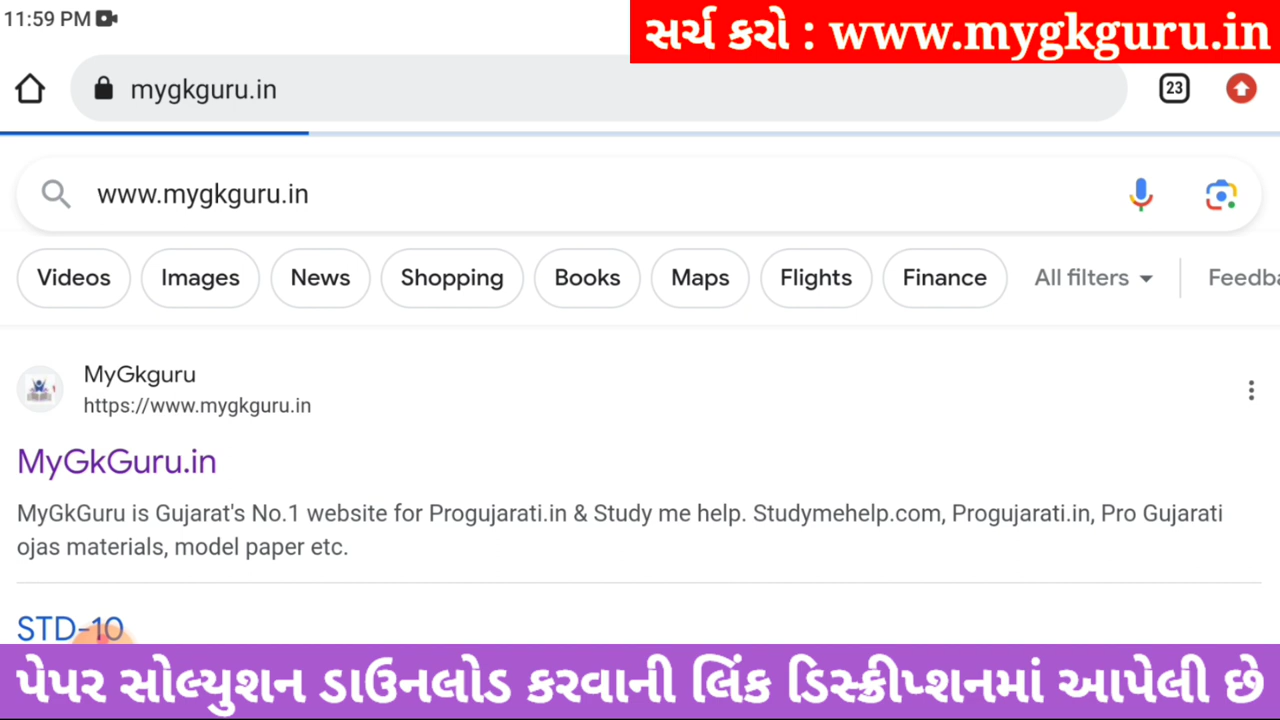 11:59 PM
સર્ચ કરો : www.mygkguru.in
mygkguru.in
23
www.mygkguru.in
Videos Images News Shopping Books Maps Flights Finance All filters
MyGkguru
https://www.mygkguru.in
MyGkGuru.in
MyGkGuru is Gujarat's No.1 website for Progujarati.in & Study me help. Studymehelp.com, Progujarati.in, Pro Gujarati
ojas materials, model paper etc.
STD-10
પેપર સોલ્યુશન ડાઉનલોડ કરવાની લિંક ડિસ્ક્રીપ્શનમાં આપેલી છે